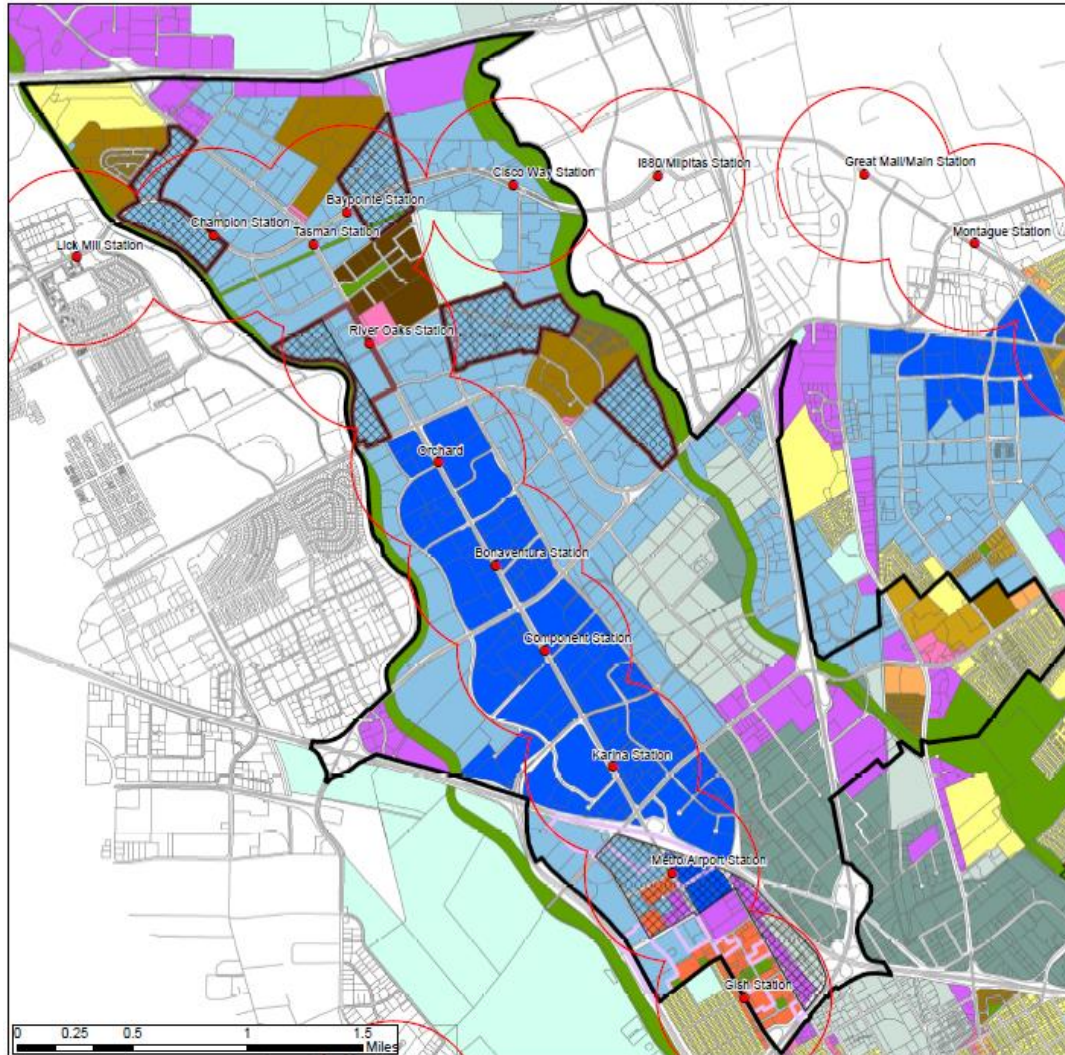 Cisco Way Station
I880/Milpitas Station
Great Mall/Main Station
Baypointe Station
Champion Station
Tasman Station
Lick Mill Station
Montague Station
River Oaks Station
Orchard
Bonaventura Station
Component Station
Karina Station
Metro/Airport Station
Gish Station
0 0.25 0.5 1 1.5
Miles